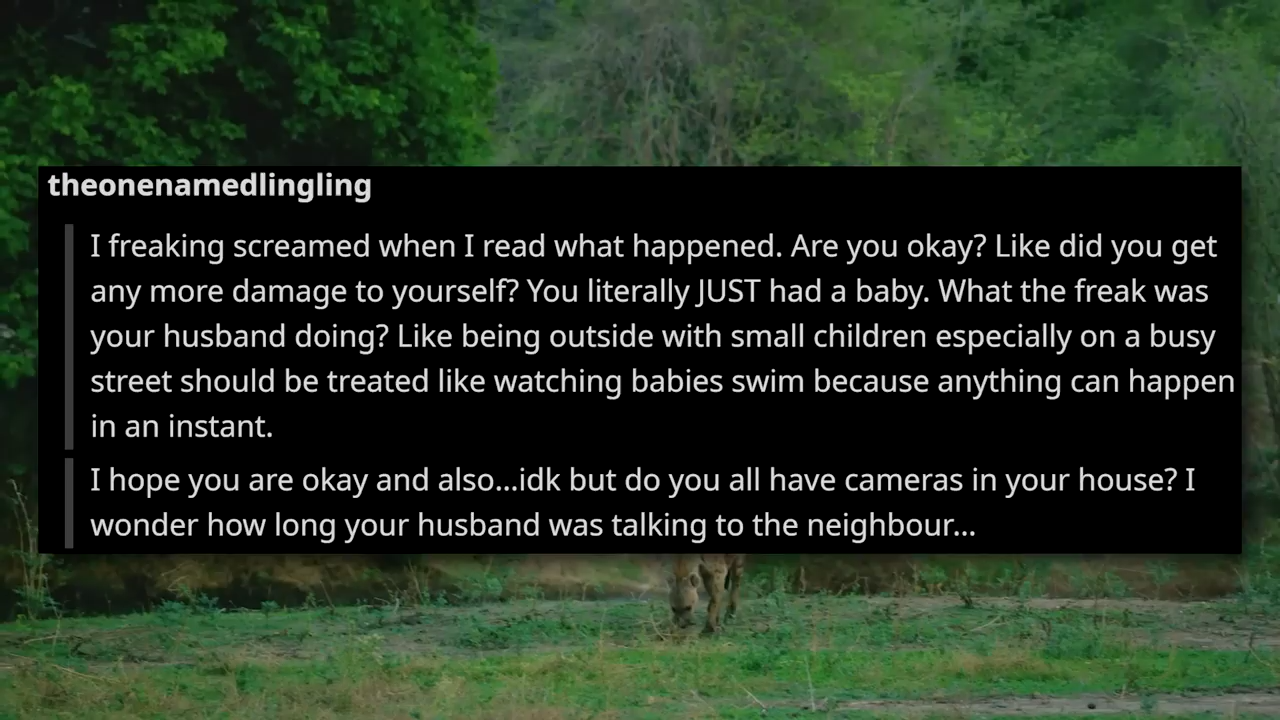 theonenamedlingling
I freaking screamed when I read what happened. Are you okay? Like did you get
any more damage to yourself? You literally JUST had a baby. What the freak was
your husband doing? Like being outside with small children especially on a busy
street should be treated like watching babies swim because anything can happen
in an instant.
I hope you are okay and also...idk but do you all have cameras in your house? I
wonder how long your husband was talking to the neighbour...